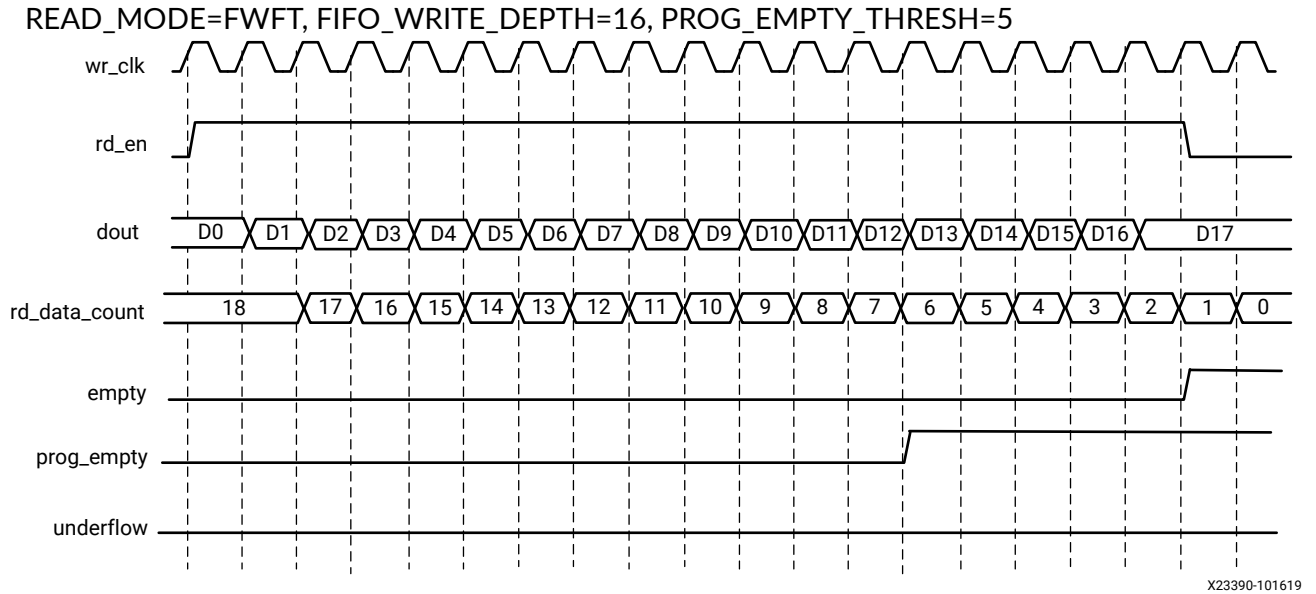 READ_MODE=FWFT, FIFO_WRITE_DEPTH=16, PROG_EMPTY_THRESH=5
wr_clk
rd_en
dout D0 D1 D2 D3 D4 D5 D6 D7 D8 D9 D10 D11 D12 D13 D14 D15 D16 D17
rd_data_count 18 17 16 15 14 13 12 11 10 9 8 7 6 5 4 3 2 1 0
empty
prog_empty
underflow
X23390-101619